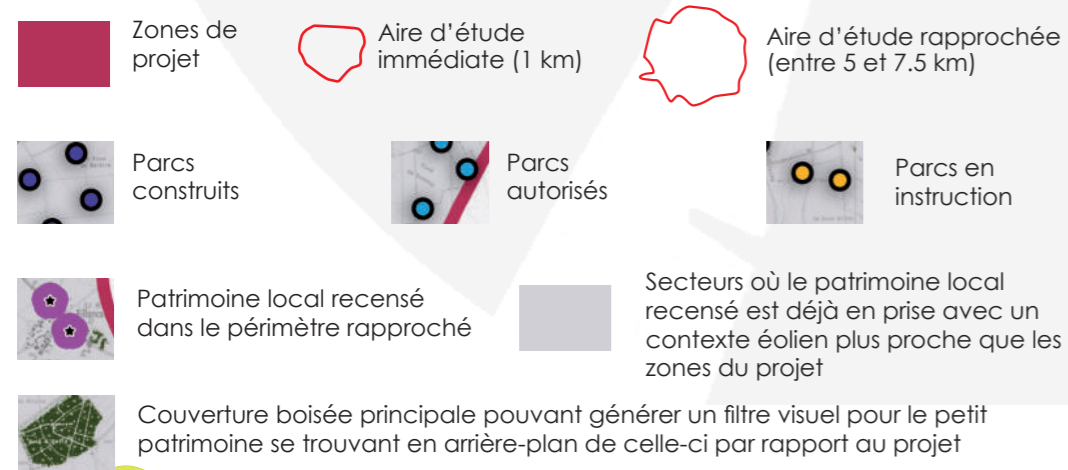 Zones de
projet
Aire d’étude
immédiate (1 km)
Aire d’étude rapprochée
(entre 5 et 7.5 km)
Parcs
construits
Parcs
autorisés
Parcs en
instruction
Patrimoine local recensé
dans le périmètre rapproché
Secteurs où le patrimoine local
recensé est déjà en prise avec un
contexte éolien plus proche que les
zones du projet
Couverture boisée principale pouvant générer un filtre visuel pour le petit
patrimoine se trouvant en arrière-plan de celle-ci par rapport au projet